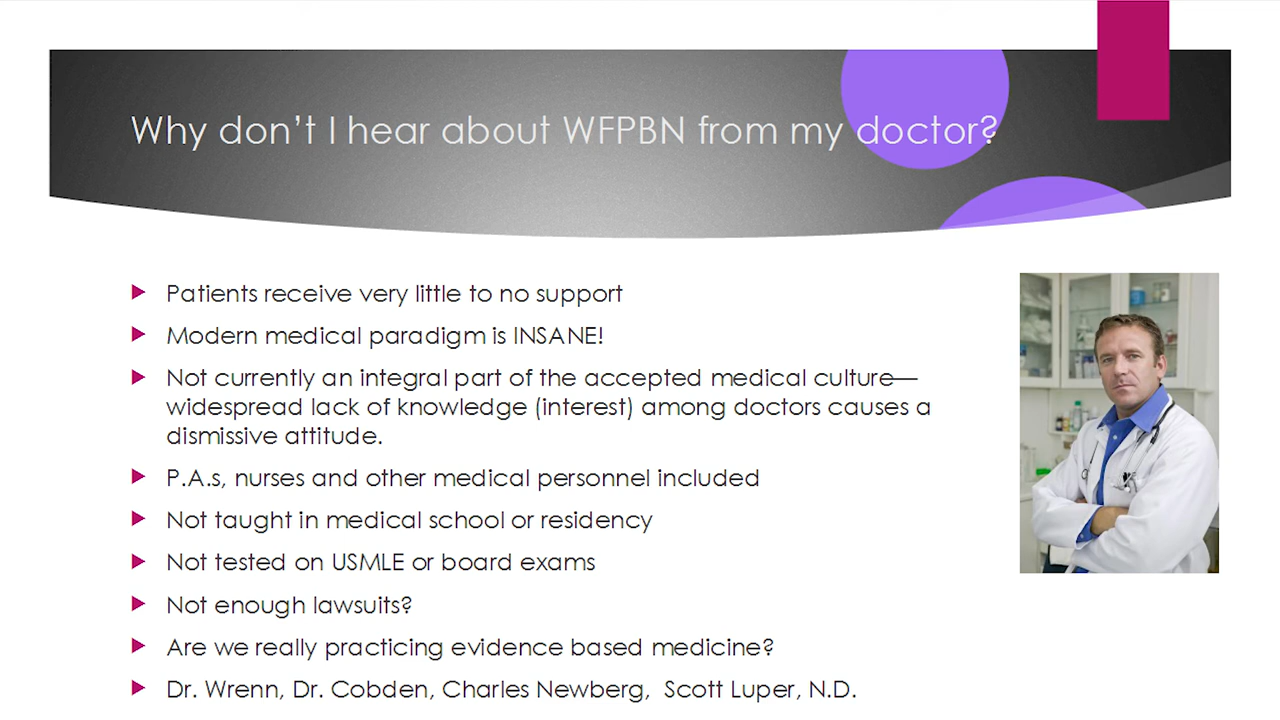 Why don't I hear about WFPBN from my doctor?
Patients receive very little to no support
Modern medical paradigm is INSANE!
Not currently an integral part of the accepted medical culture—
widespread lack of knowledge (interest) among doctors causes a
dismissive attitude.
P.A.s, nurses and other medical personnel included
Not taught in medical school or residency
Not tested on USMLE or board exams
Not enough lawsuits?
Are we really practicing evidence based medicine?
Dr. Wrenn, Dr. Cobden, Charles Newberg,  Scott Luper, N.D.